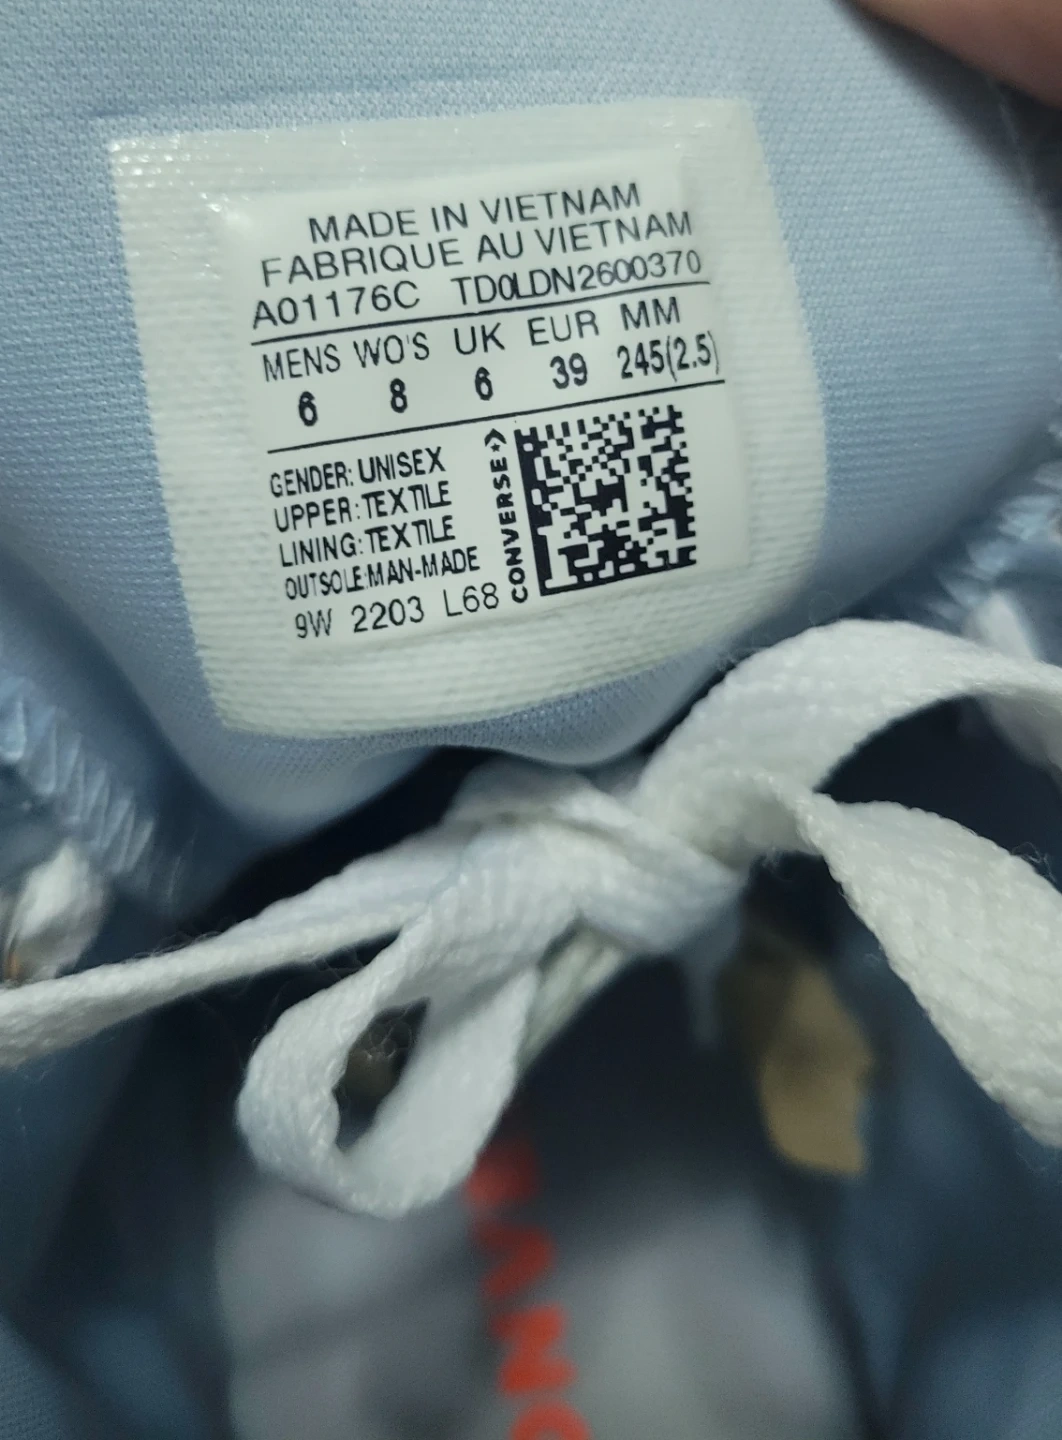 MADE IN VIETNAM
FABRIQUE AU VIETNAM
A01176C TD0LDN2600370
MENS WO'S UK EUR MM
6 8 6 39 245(2.5)
GENDER: UNISEX
UPPER: TEXTILE
LINING: TEXTILE
OUTSOLE: MAN-MADE
9W 2203 L68
CONVERSE